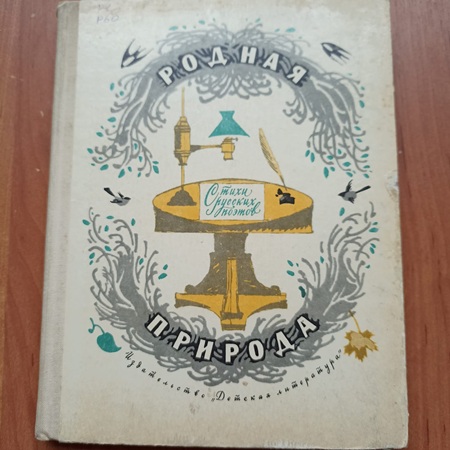 РОДНАЯ
Стихи
русских
поэтов
ПРИРОДА
Издательство „Детская литература"